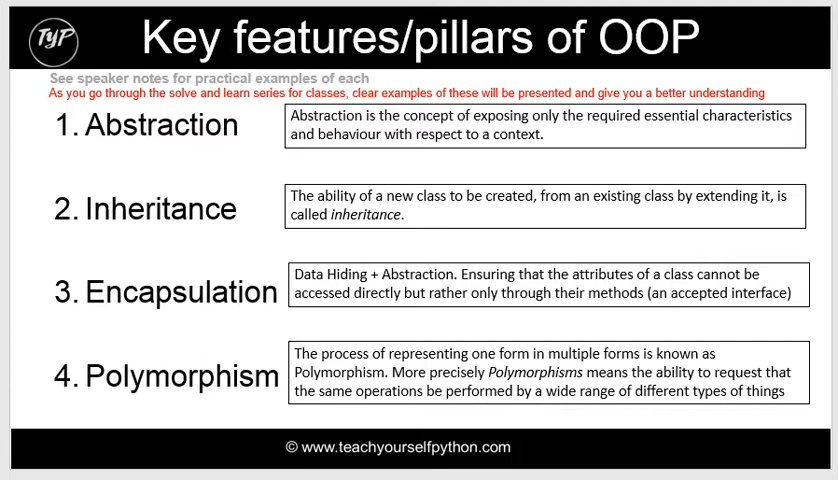 TYP
Key features/pillars of OOP
See speaker notes for practical examples of each
As you go through the solve and learn series for classes, clear examples of these will be presented and give you a better understanding
1. Abstraction
Abstraction is the concept of exposing only the required essential characteristics
and behaviour with respect to a context.
2. Inheritance
The ability of a new class to be created, from an existing class by extending it, is
called inheritance.
3. Encapsulation
Data Hiding + Abstraction. Ensuring that the attributes of a class cannot be
accessed directly but rather only through their methods (an accepted interface)
4. Polymorphism
The process of representing one form in multiple forms is known as
Polymorphism. More precisely Polymorphisms means the ability to request that
the same operations be performed by a wide range of different types of things
© www.teachyourselfpython.com